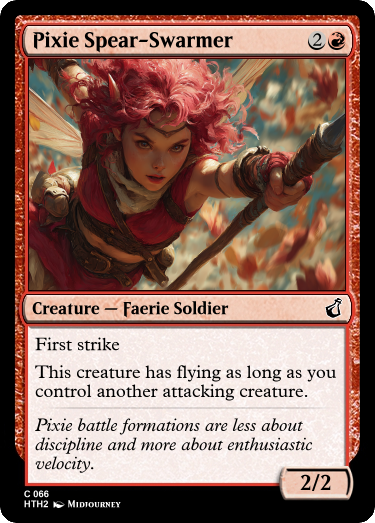 Pixie Spear-Swarmer 2
Creature — Faerie Soldier
First strike
This creature has flying as long as you
control another attacking creature.
Pixie battle formations are less about
discipline and more about enthusiastic
velocity.
2/2
C 066
HTH2 Midjourney